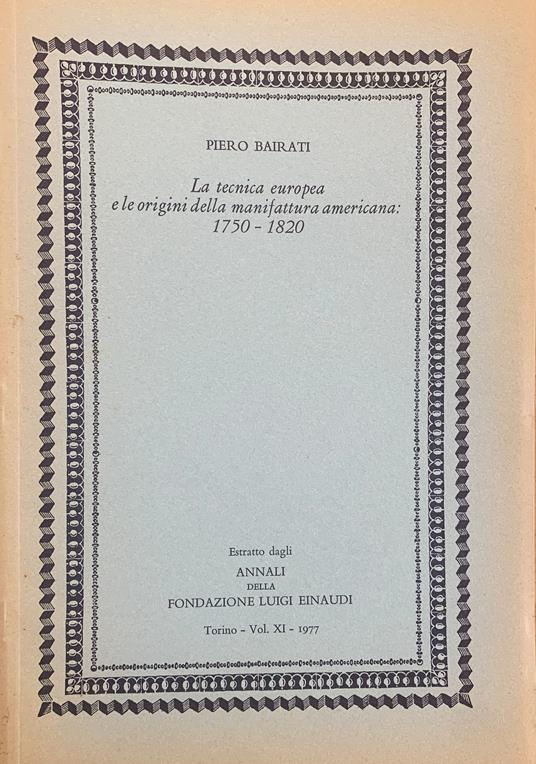 PIERO BAIRATI
La tecnica europea
e le origini della manifattura americana:
1750 - 1820
Estratto dagli
ANNALI
DELLA
FONDAZIONE LUIGI EINAUDI
Torino - Vol. XI - 1977